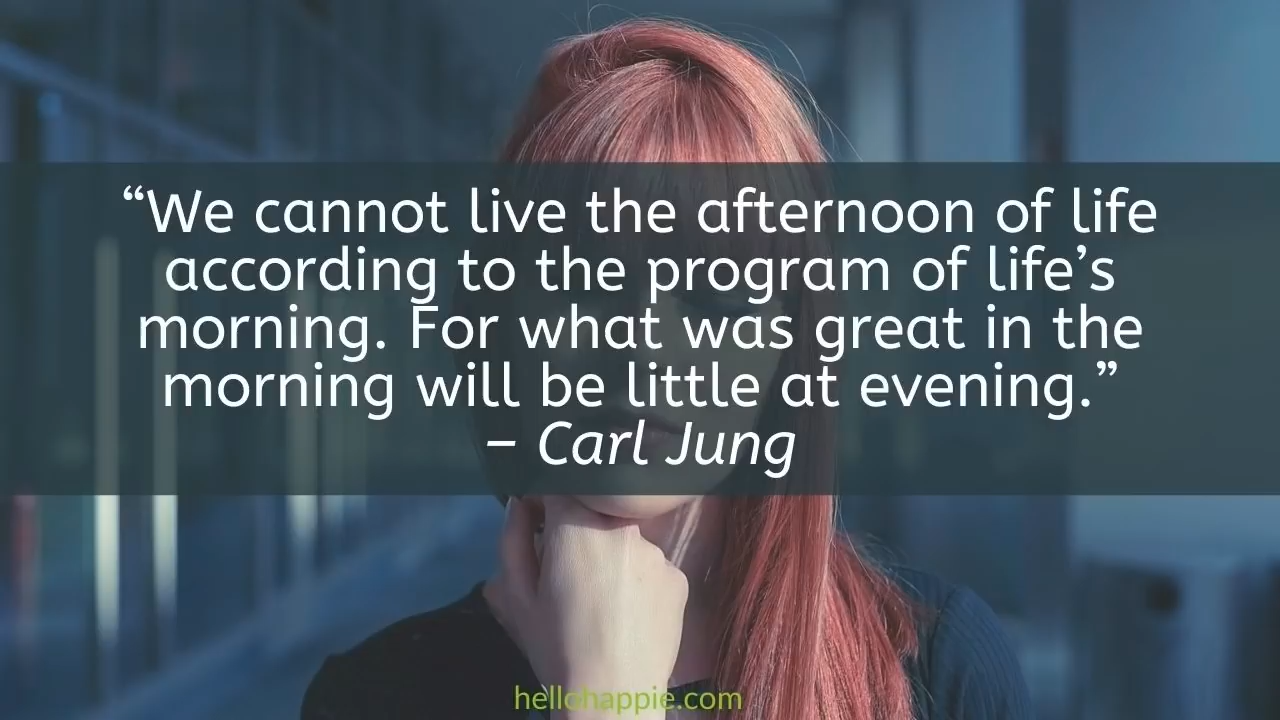 “We cannot live the afternoon of life
according to the program of life’s
morning. For what was great in the
morning will be little at evening.”
– Carl Jung
hellohappie.com